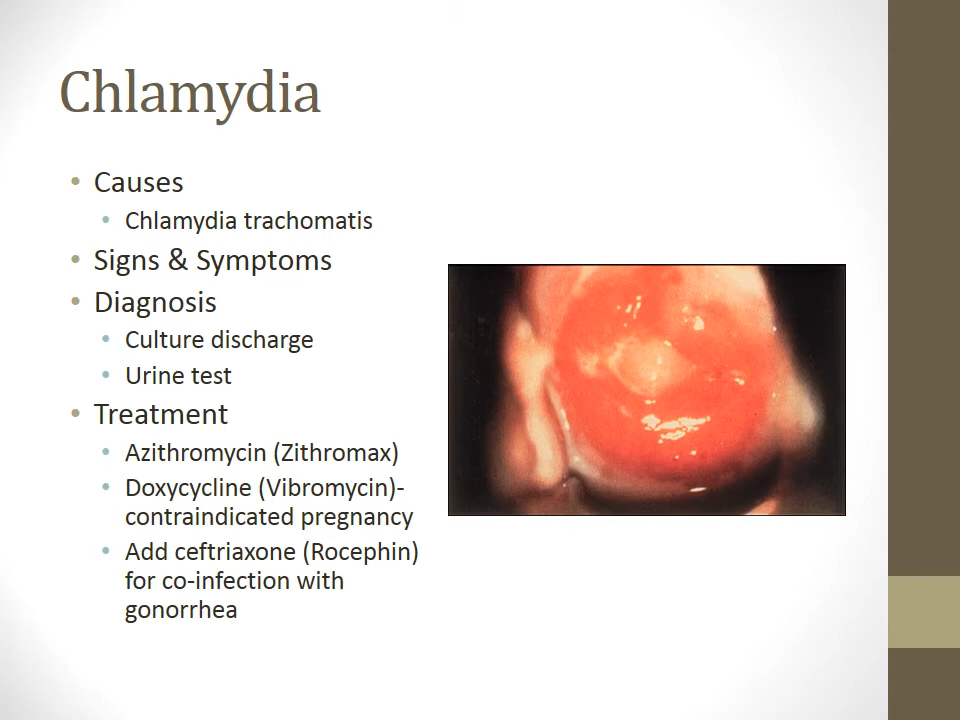 Chlamydia
• Causes
• Chlamydia trachomatis
• Signs & Symptoms
• Diagnosis
• Culture discharge
• Urine test
• Treatment
• Azithromycin (Zithromax)
• Doxycycline (Vibromycin)-
contraindicated pregnancy
• Add ceftriaxone (Rocephin)
for co-infection with
gonorrhea